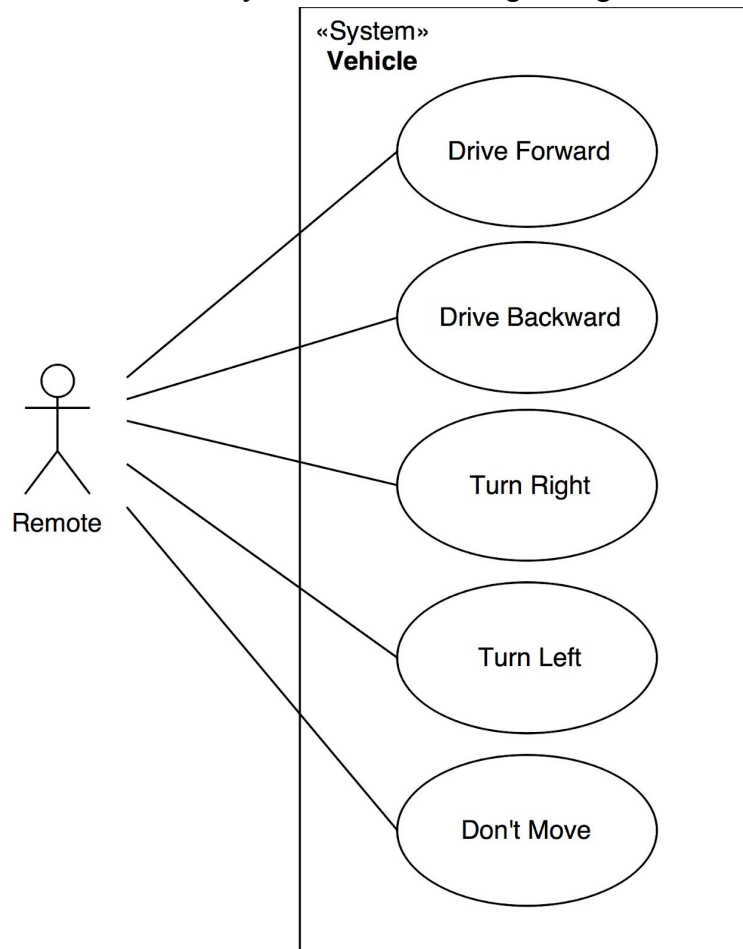 «System»
Vehicle
Drive Forward
Drive Backward
Turn Right
Remote
Turn Left
Don't Move